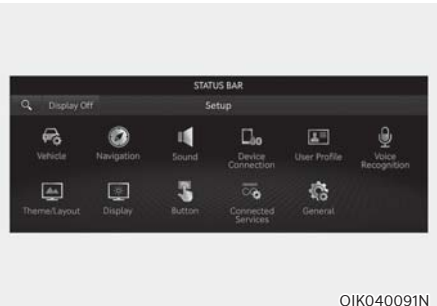 STATUS BAR
Display Off
Setup
Vehicle
Navigation
Sound
Device
Connection
User Profile
Voice
Recognition
Theme/Layout
Display
Button
Connected
Services
General
OIK040091N